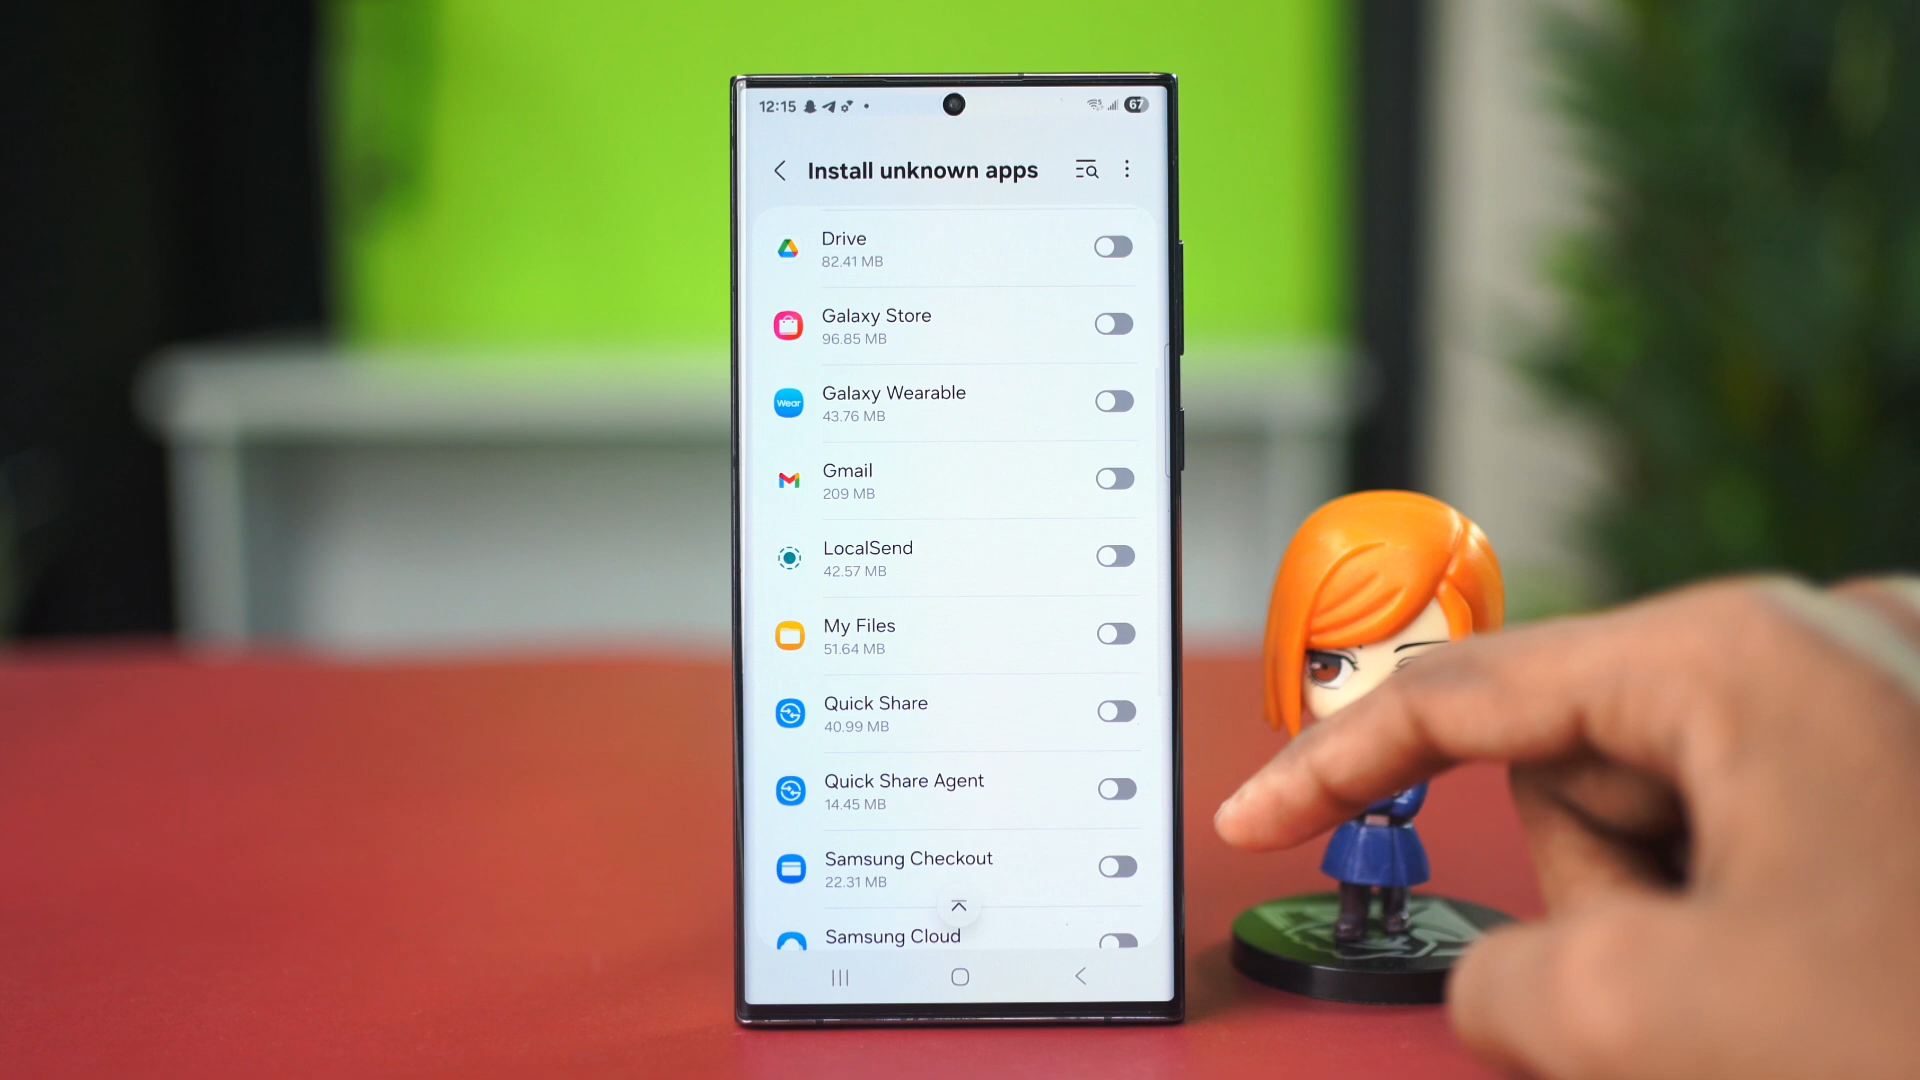 12:15
67
Install unknown apps
Drive
82.41 MB
Galaxy Store
96.85 MB
Wear
Galaxy Wearable
43.76 MB
Gmail
209 MB
LocalSend
42.57 MB
My Files
51.64 MB
Quick Share
40.99 MB
Quick Share Agent
14.45 MB
Samsung Checkout
22.31 MB
Samsung Cloud